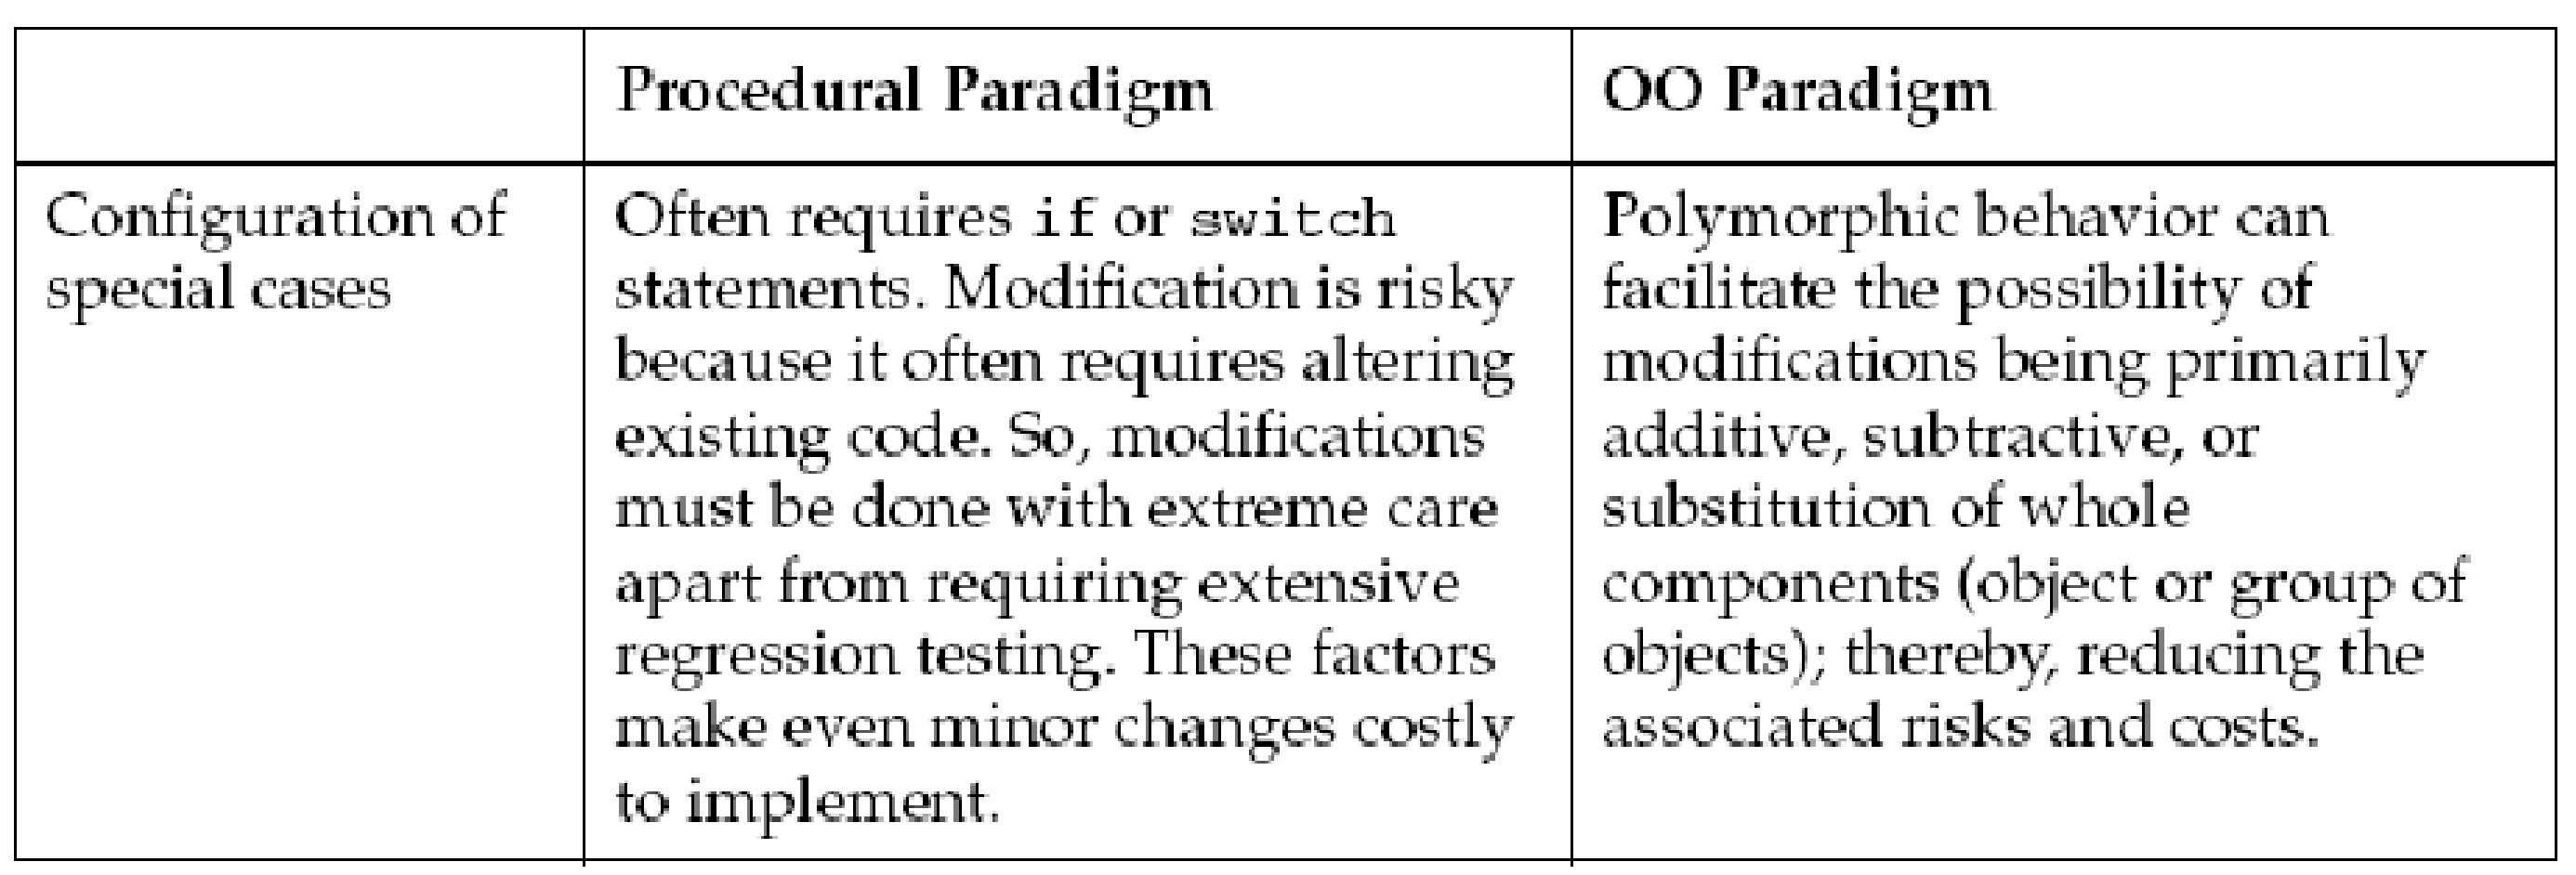 Procedural Paradigm
OO Paradigm
Configuration of
special cases
Often requires if or switch
statements. Modification is risky
because it often requires altering
existing code. So, modifications
must be done with extreme care
apart from requiring extensive
regression testing. These factors
make even minor changes costly
to implement.
Polymorphic behavior can
facilitate the possibility of
modifications being primarily
additive, subtractive, or
substitution of whole
components (object or group of
objects); thereby, reducing the
associated risks and costs.